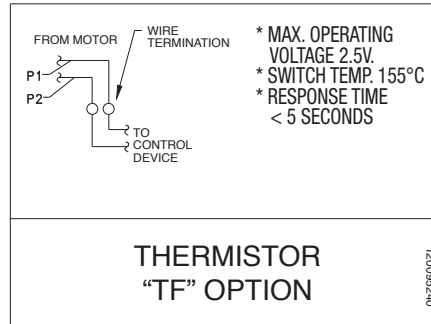 FROM MOTOR
WIRE
TERMINATION
P1
P2
TO
CONTROL
DEVICE
* MAX. OPERATING
VOLTAGE 2.5V.
* SWITCH TEMP. 155°C
* RESPONSE TIME
< 5 SECONDS
THERMISTOR
“TF” OPTION